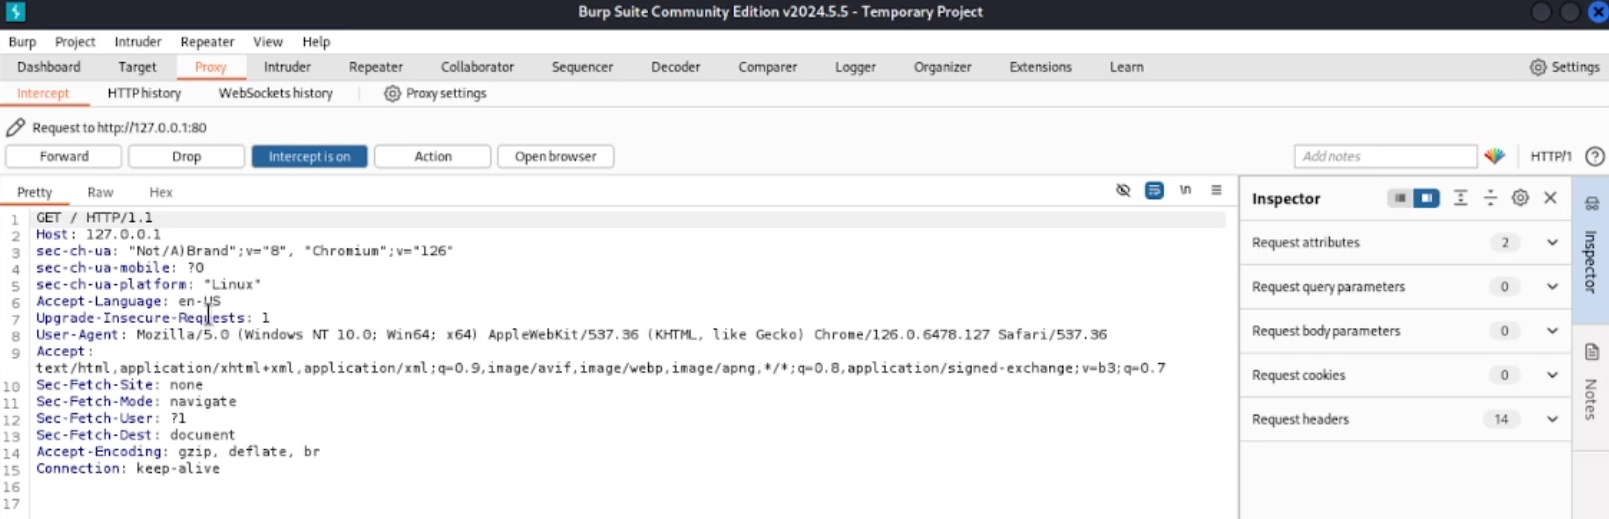 Burp Suite Community Edition v2024.5.5 - Temporary Project
Burp Project Intruder Repeater View Help
Dashboard Target Proxy Intruder Repeater Collaborator Sequencer Decoder Comparer Logger Organizer Extensions Learn Settings
Intercept HTTP history WebSockets history Proxy settings
Request to http://127.0.0.1:80
Forward Drop Intercept is on Action Open browser Add notes HTTP/1 ?
Pretty Raw Hex \n
1 GET / HTTP/1.1
2 Host: 127.0.0.1
3 sec-ch-ua: "Not/A)Brand";v="8", "Chromium";v="126"
4 sec-ch-ua-mobile: ?0
5 sec-ch-ua-platform: "Linux"
6 Accept-Language: en-US
7 Upgrade-Insecure-Requests: 1
8 User-Agent: Mozilla/5.0 (Windows NT 10.0; Win64; x64) AppleWebKit/537.36 (KHTML, like Gecko) Chrome/126.0.6478.127 Safari/537.36
9 Accept:
text/html,application/xhtml+xml,application/xml;q=0.9,image/avif,image/webp,image/apng,*/*;q=0.8,application/signed-exchange;v=b3;q=0.7
10 Sec-Fetch-Site: none
11 Sec-Fetch-Mode: navigate
12 Sec-Fetch-User: ?1
13 Sec-Fetch-Dest: document
14 Accept-Encoding: gzip, deflate, br
15 Connection: keep-alive
16
17
Inspector
Request attributes 2
Request query parameters 0
Request body parameters 0
Request cookies 0
Request headers 14
Inspector
Notes